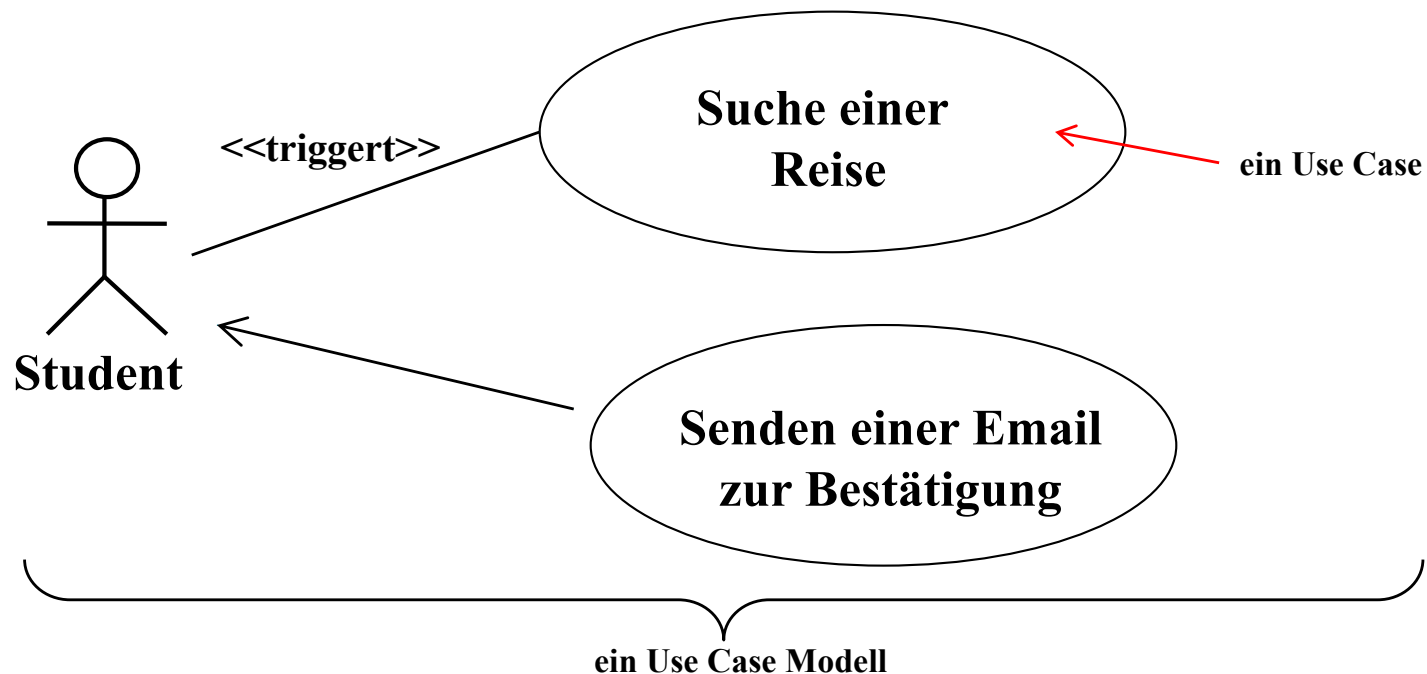 Suche einer
Reise
<<triggert>>
ein Use Case
Student
Senden einer Email
zur Bestätigung
ein Use Case Modell